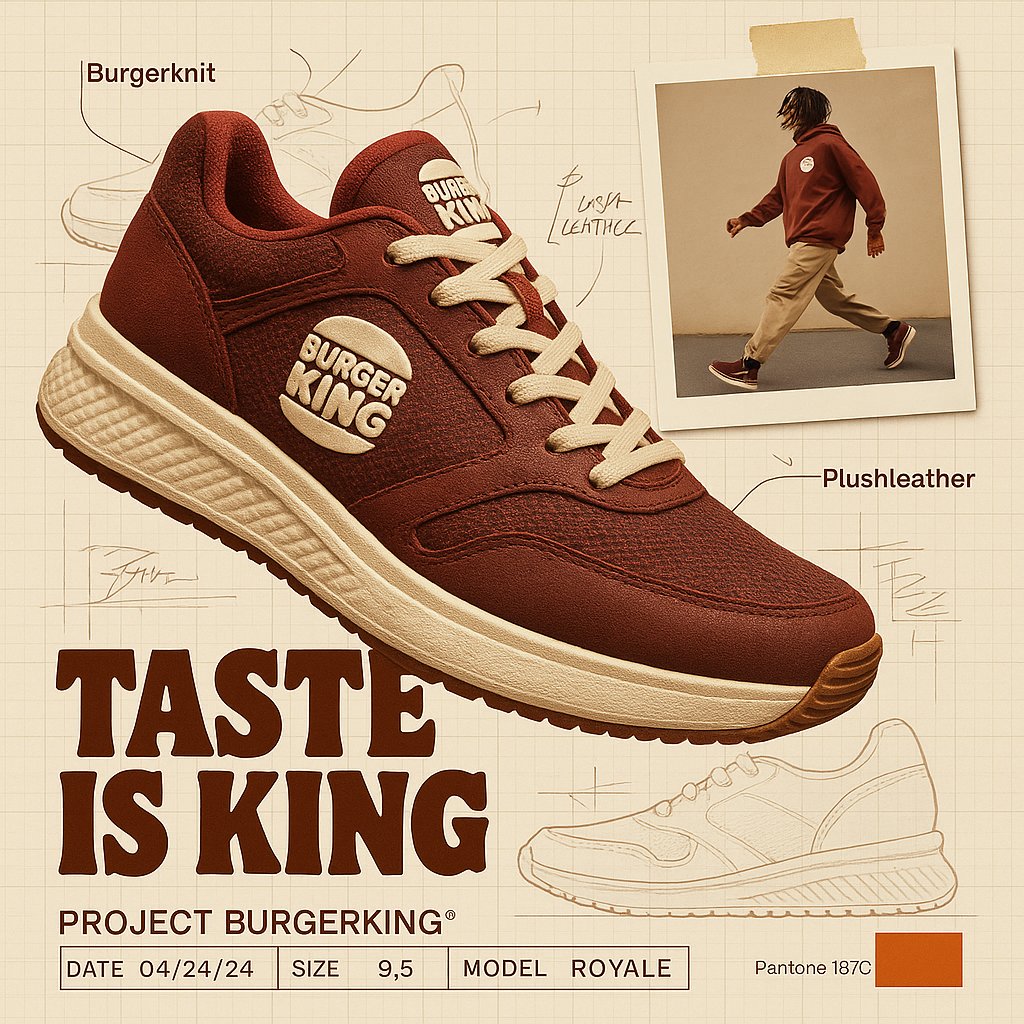 Burgerknit
BURGER
KING
LEATHER
BURGER
KING
Plushleather
TASTE
IS KING
PROJECT BURGERKING®
DATE 04/24/24 SIZE 9,5 MODEL ROYALE
Pantone 187C